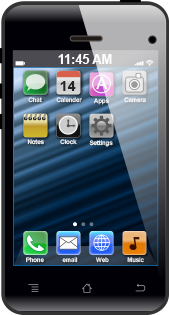 11:45 AM
Chat Calender Apps Camera
14
Notes Clock Settings
Phone email Web Music